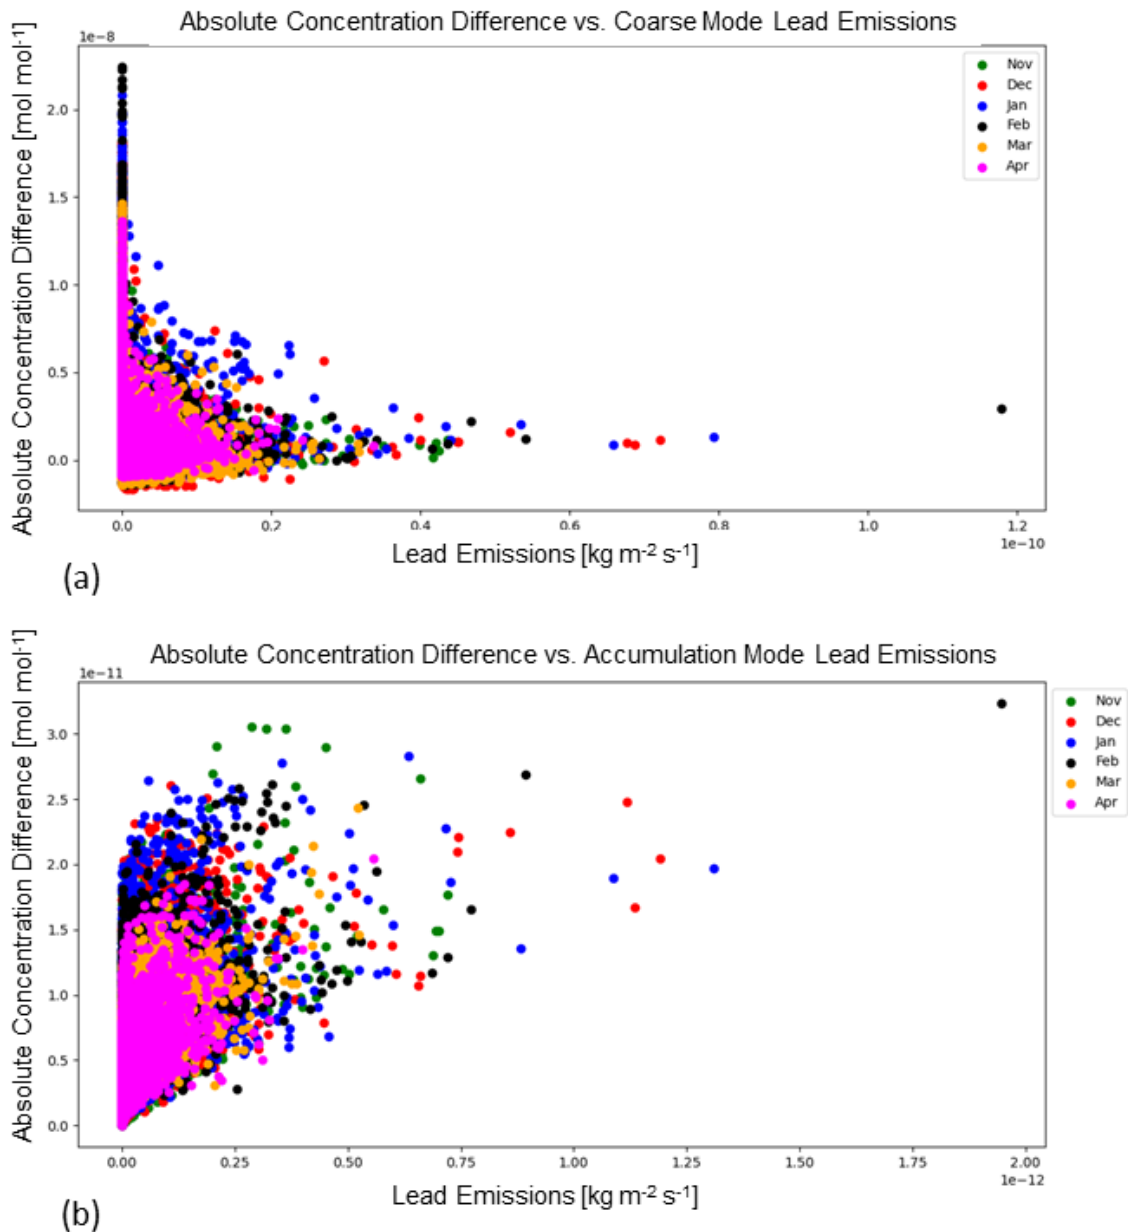 Absolute Concentration Difference vs. Coarse Mode Lead Emissions
1e−8
Absolute Concentration Difference [mol mol-1]
2.0
1.5
1.0
0.5
0.0
Nov
Dec
Jan
Feb
Mar
Apr
0.0 0.2 0.4 0.6 0.8 1.0 1.2
1e−10
Lead Emissions [kg m-2 s-1]
(a)
Absolute Concentration Difference vs. Accumulation Mode Lead Emissions
1e−11
Absolute Concentration Difference [mol mol-1]
3.0
2.5
2.0
1.5
1.0
0.5
0.0
Nov
Dec
Jan
Feb
Mar
Apr
0.00 0.25 0.50 0.75 1.00 1.25 1.50 1.75 2.00
1e−12
Lead Emissions [kg m-2 s-1]
(b)